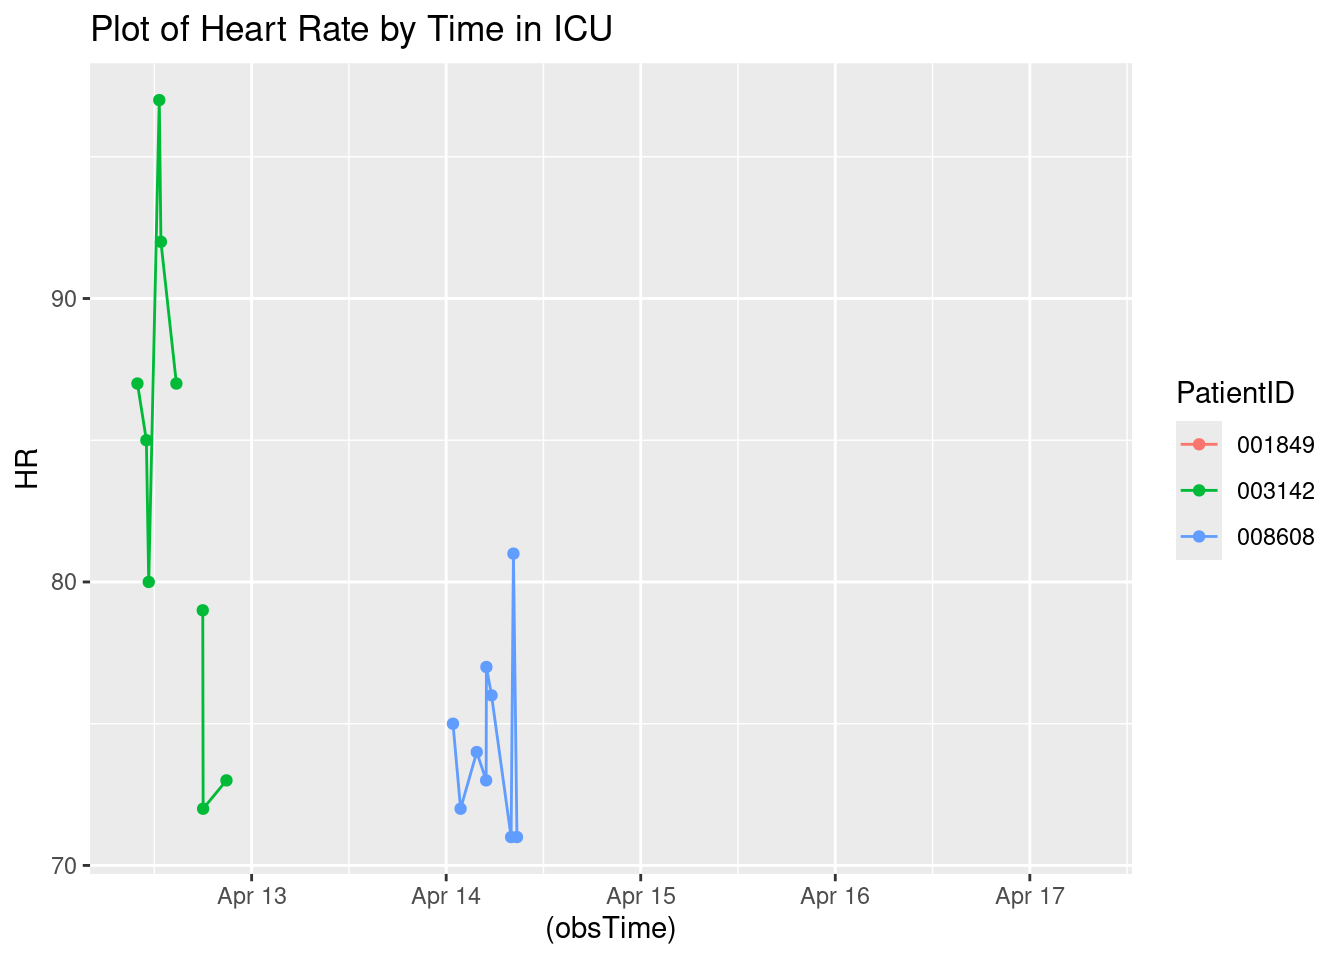 Plot of Heart Rate by Time in ICU
90
80
70
HR
Apr 13 Apr 14 Apr 15 Apr 16 Apr 17
(obsTime)
PatientID
001849
003142
008608